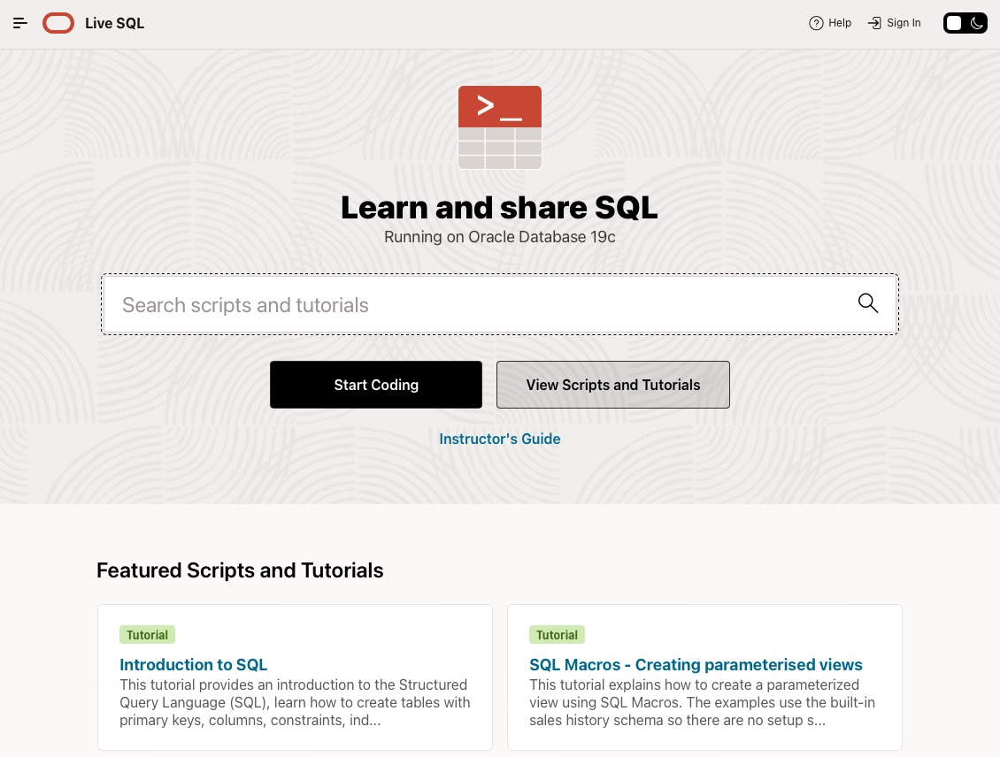 Live SQL
Help
Sign In
>_
Learn and share SQL
Running on Oracle Database 19c
Search scripts and tutorials
Start Coding
View Scripts and Tutorials
Instructor's Guide
Featured Scripts and Tutorials
Tutorial
Introduction to SQL
This tutorial provides an introduction to the Structured
Query Language (SQL), learn how to create tables with
primary keys, columns, constraints, ind...
Tutorial
SQL Macros - Creating parameterised views
This tutorial explains how to create a parameterized
view using SQL Macros. The examples use the built-in
sales history schema so there are no setup s...